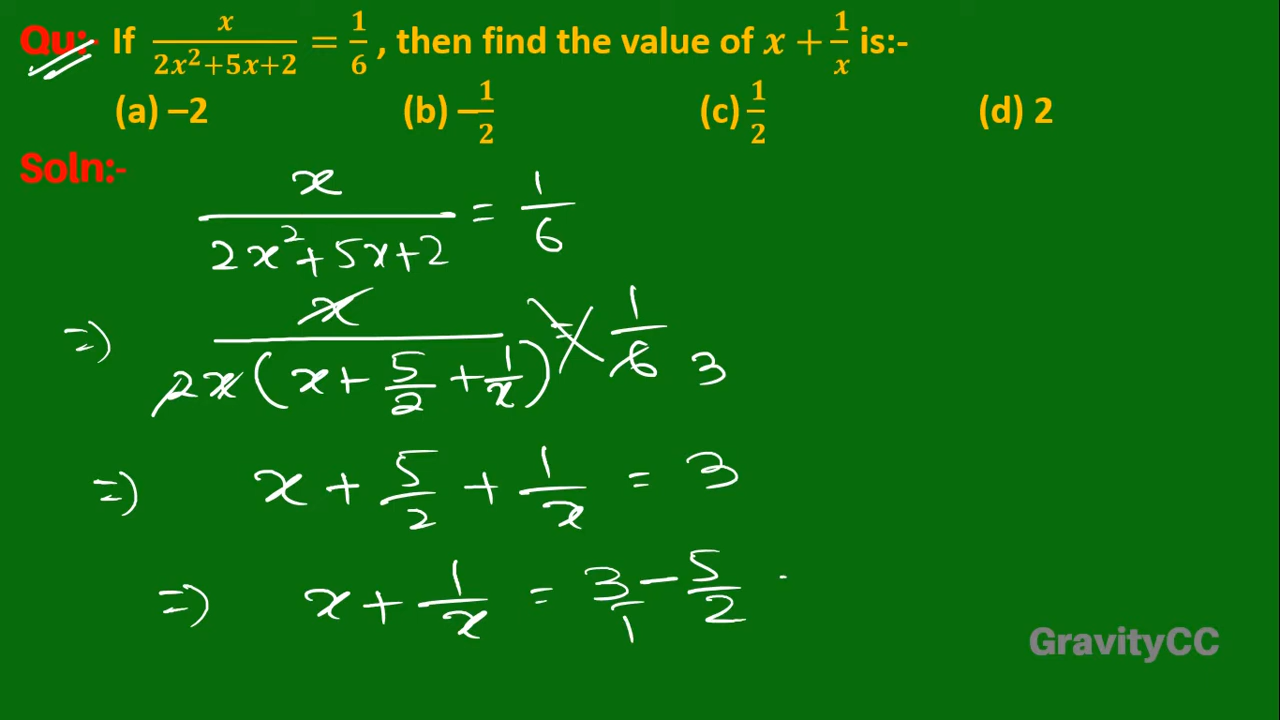 Qu:- If x/(2x²+5x+2) = 1/6 , then find the value of x + 1/x is:-
(a) –2 (b) –1/2 (c) 1/2 (d) 2
Soln:-
x/(2x²+5x+2) = 1/6
=) x/(2x(x + 5/2 + 1/x)) = 1/6 3
=) x + 5/2 + 1/x = 3
=) x + 1/x = 3/1 - 5/2
GravityCC